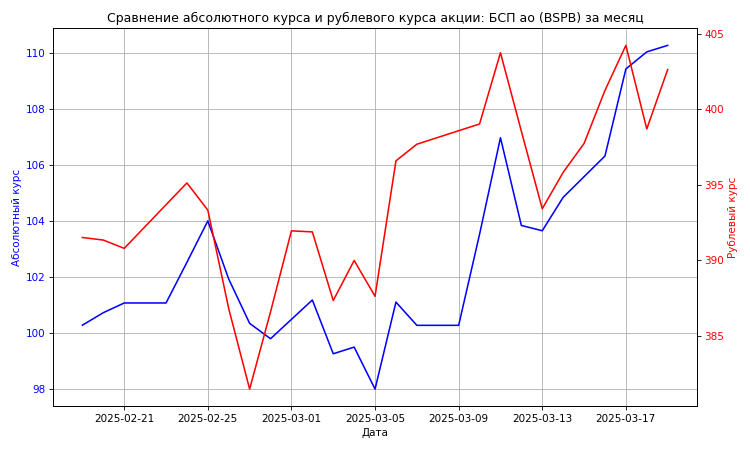 Сравнение абсолютного курса и рублевого курса акции: БСП ао (BSPB) за месяц
110
108
106
104
102
100
98
Абсолютный курс
405
400
395
390
385
Рублевый курс
2025-02-21 2025-02-25 2025-03-01 2025-03-05 2025-03-09 2025-03-13 2025-03-17
Дата